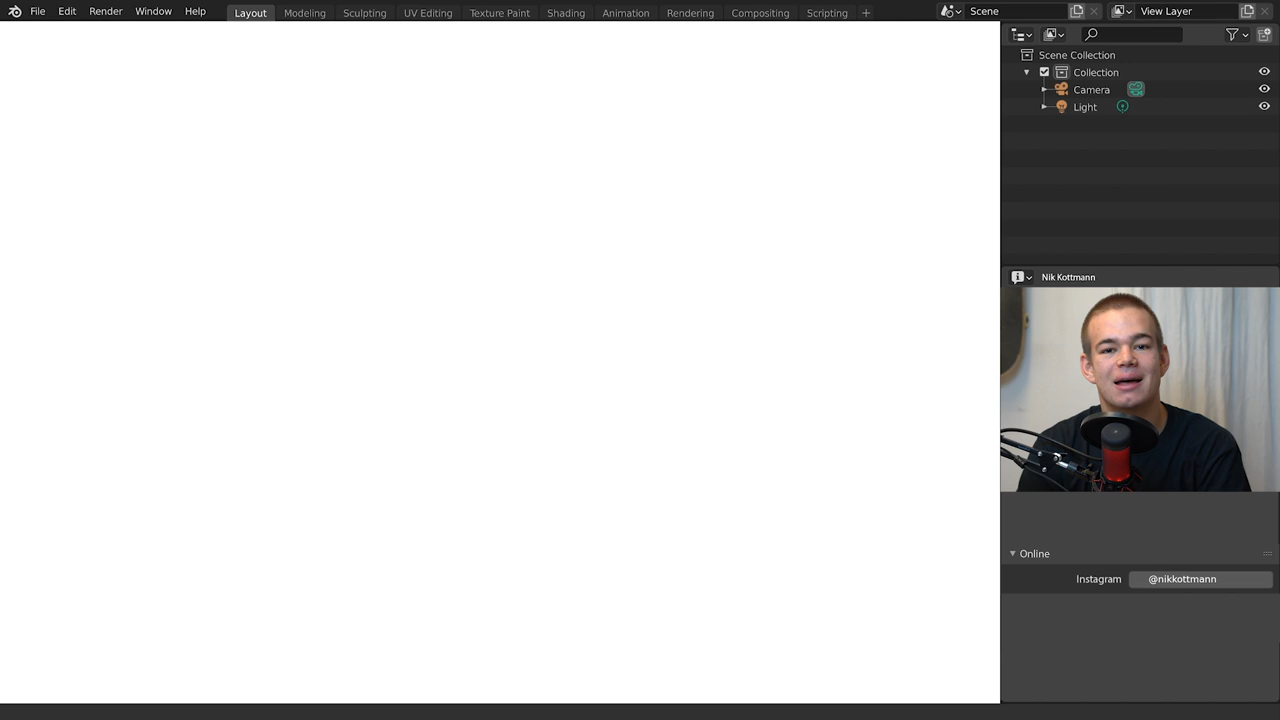 File Edit Render Window Help Layout Modeling Sculpting UV Editing Texture Paint Shading Animation Rendering Compositing Scripting + Scene View Layer
Scene Collection
Collection
Camera
Light
Nik Kottmann
Online
Instagram @nikkottmann